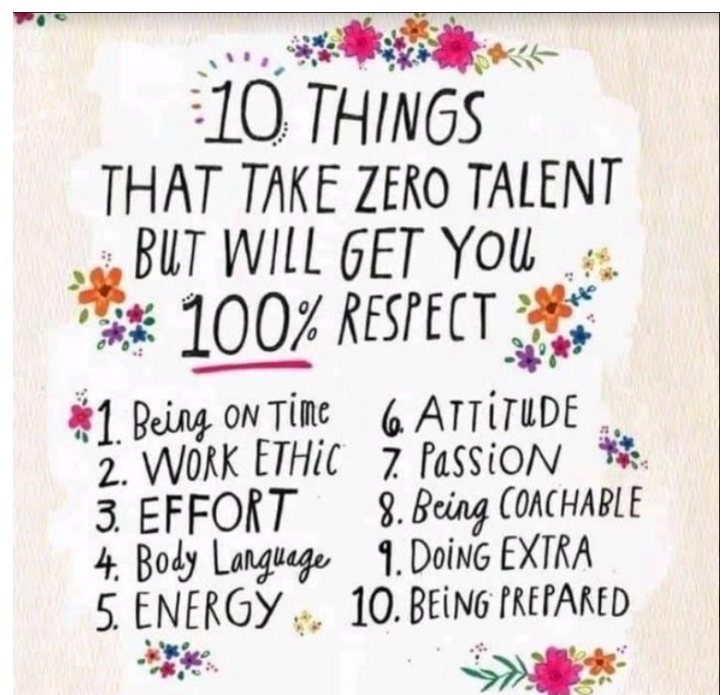 10 THINGS
THAT TAKE ZERO TALENT
BUT WILL GET YOU
100% RESPECT
1. Being ON TiMe
2. WORK ETHiC
3. EFFORT
4. Body Language
5. ENERGY
6. ATTiTUDE
7. PaSSiON
8. Being COACHABLE
9. DOiNG EXTRA
10. BEiNG PREPARED